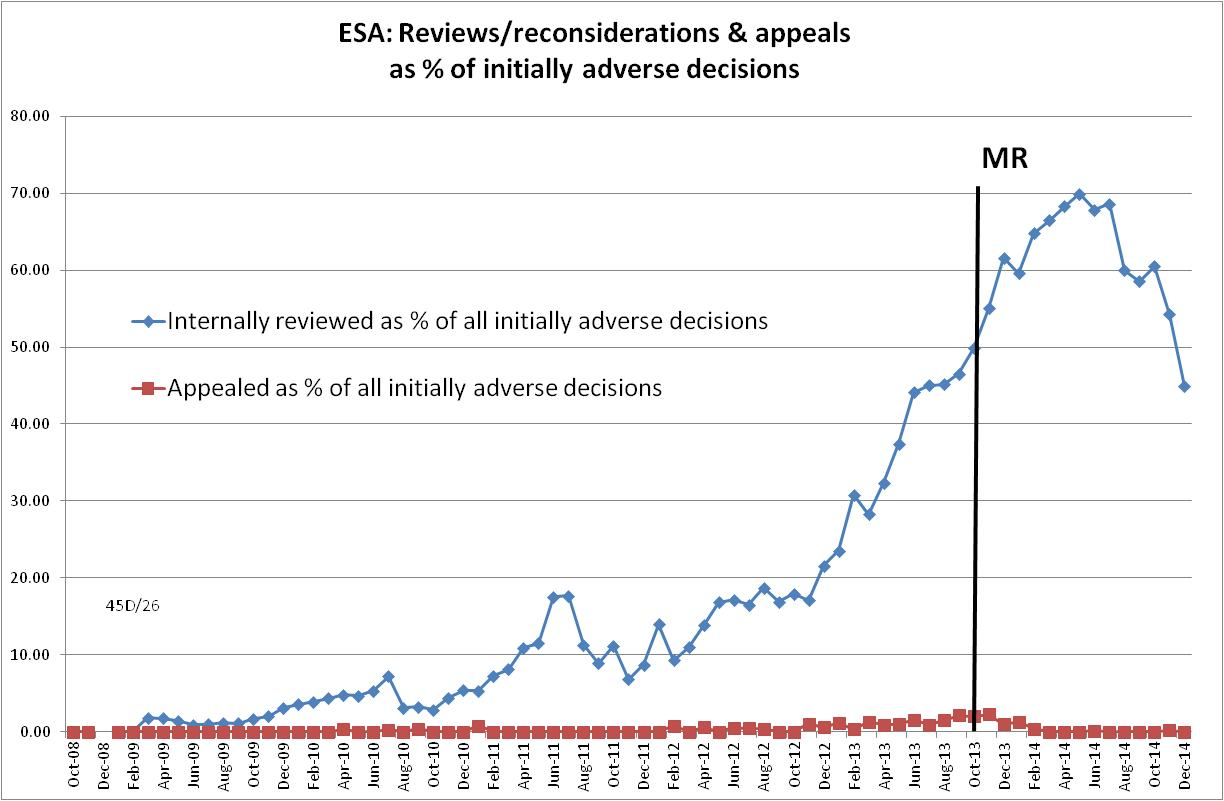 ESA: Reviews/reconsiderations & appeals
as % of initially adverse decisions
80.00
MR
70.00
60.00
Internally reviewed as % of all initially adverse decisions
50.00
Appealed as % of all initially adverse decisions
40.00
30.00
20.00
45D/26
10.00
0.00
Oct-08
Dec-08
Feb-09
Apr-09
Jun-09
Aug-09
Oct-09
Dec-09
Feb-10
Apr-10
Jun-10
Aug-10
Oct-10
Dec-10
Feb-11
Apr-11
Jun-11
Aug-11
Oct-11
Dec-11
Feb-12
Apr-12
Jun-12
Aug-12
Oct-12
Dec-12
Feb-13
Apr-13
Jun-13
Aug-13
Oct-13
Dec-13
Feb-14
Apr-14
Jun-14
Aug-14
Oct-14
Dec-14